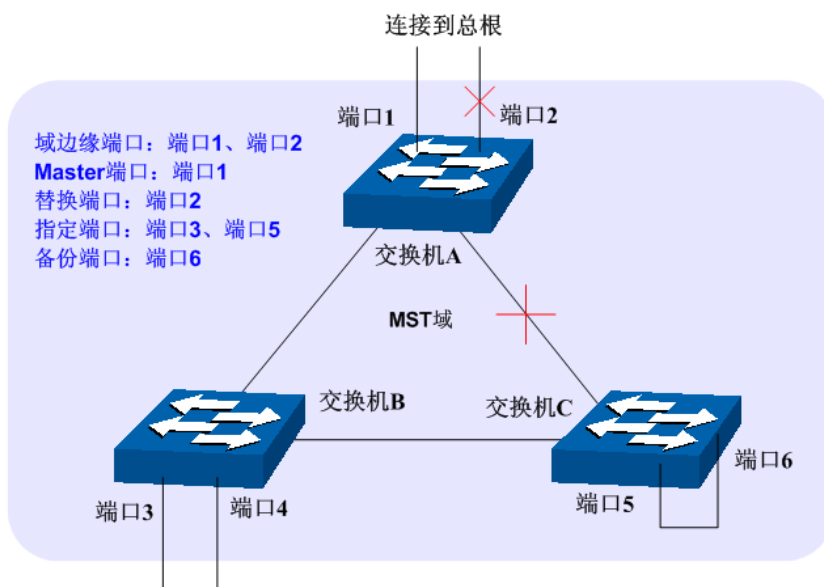 连接到总根
端口1
端口2
域边缘端口：端口1、端口2
Master端口：端口1
替换端口：端口2
指定端口：端口3、端口5
备份端口：端口6
交换机A
MST域
交换机B
交换机C
端口3
端口4
端口5
端口6